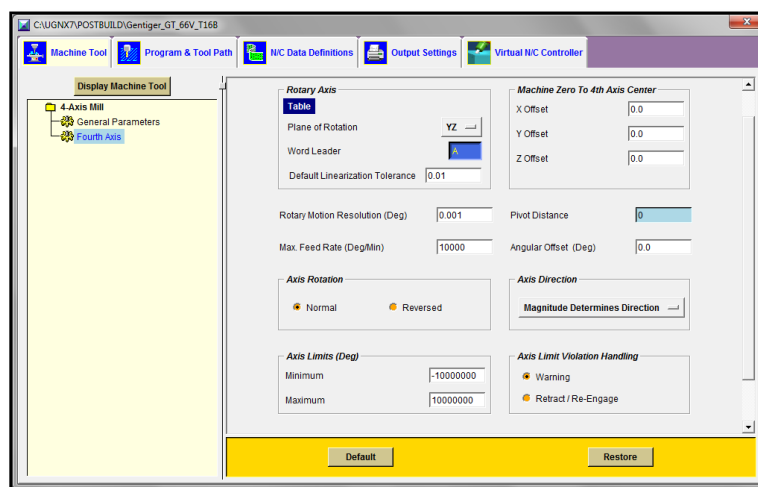 C:\UGNX7\POSTBUILD\Gentiger_GT_66V_T16B
Machine Tool Program & Tool Path N/C Data Definitions Output Settings Virtual N/C Controller
Display Machine Tool
4-Axis Mill
General Parameters
Fourth Axis
Rotary Axis
Table
Plane of Rotation YZ
Word Leader A
Default Linearization Tolerance 0.01
Machine Zero To 4th Axis Center
X Offset 0.0
Y Offset 0.0
Z Offset 0.0
Rotary Motion Resolution (Deg) 0.001 Pivot Distance 0
Max. Feed Rate (Deg/Min) 10000 Angular Offset (Deg) 0.0
Axis Rotation
Normal Reversed
Axis Direction
Magnitude Determines Direction
Axis Limits (Deg)
Minimum -10000000
Maximum 10000000
Axis Limit Violation Handling
Warning
Retract / Re-Engage
Default Restore